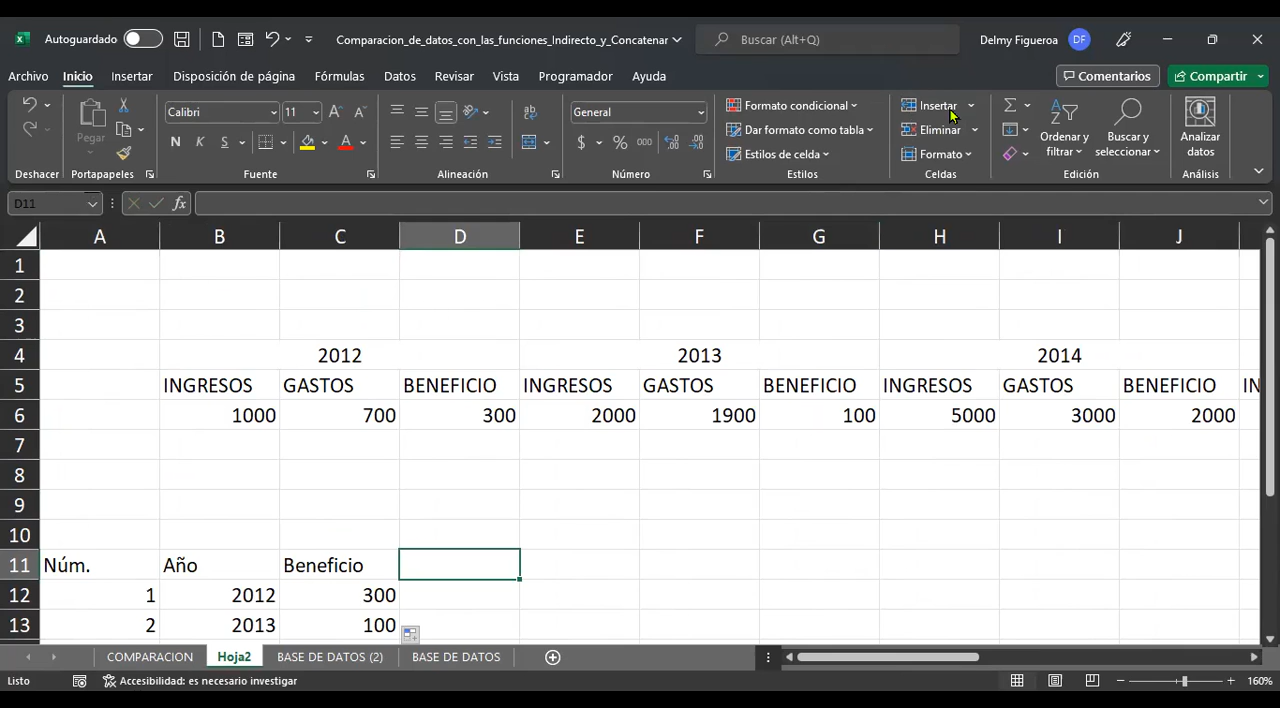 Autoguardado Comparacion_de_datos_con_las_funciones_Indirecto_y_Concatenar Buscar (Alt+Q) Delmy Figueroa DF
Archivo Inicio Insertar Disposición de página Fórmulas Datos Revisar Vista Programador Ayuda Comentarios Compartir
Pegar Calibri 11 General Formato condicional Insertar
N K S $ % 000 Dar formato como tabla Eliminar Ordenar y filtrar Buscar y seleccionar Analizar datos
Estilos de celda Formato
Deshacer Portapapeles Fuente Alineación Número Estilos Celdas Edición Análisis
D11 fx
A B C D E F G H I J
1
2
3
4 2012 2013 2014
5 INGRESOS GASTOS BENEFICIO INGRESOS GASTOS BENEFICIO INGRESOS GASTOS BENEFICIO IN
6 1000 700 300 2000 1900 100 5000 3000 2000
7
8
9
10
11 Núm. Año Beneficio
12 1 2012 300
13 2 2013 100
COMPARACION Hoja2 BASE DE DATOS (2) BASE DE DATOS
Listo Accesibilidad: es necesario investigar 160%